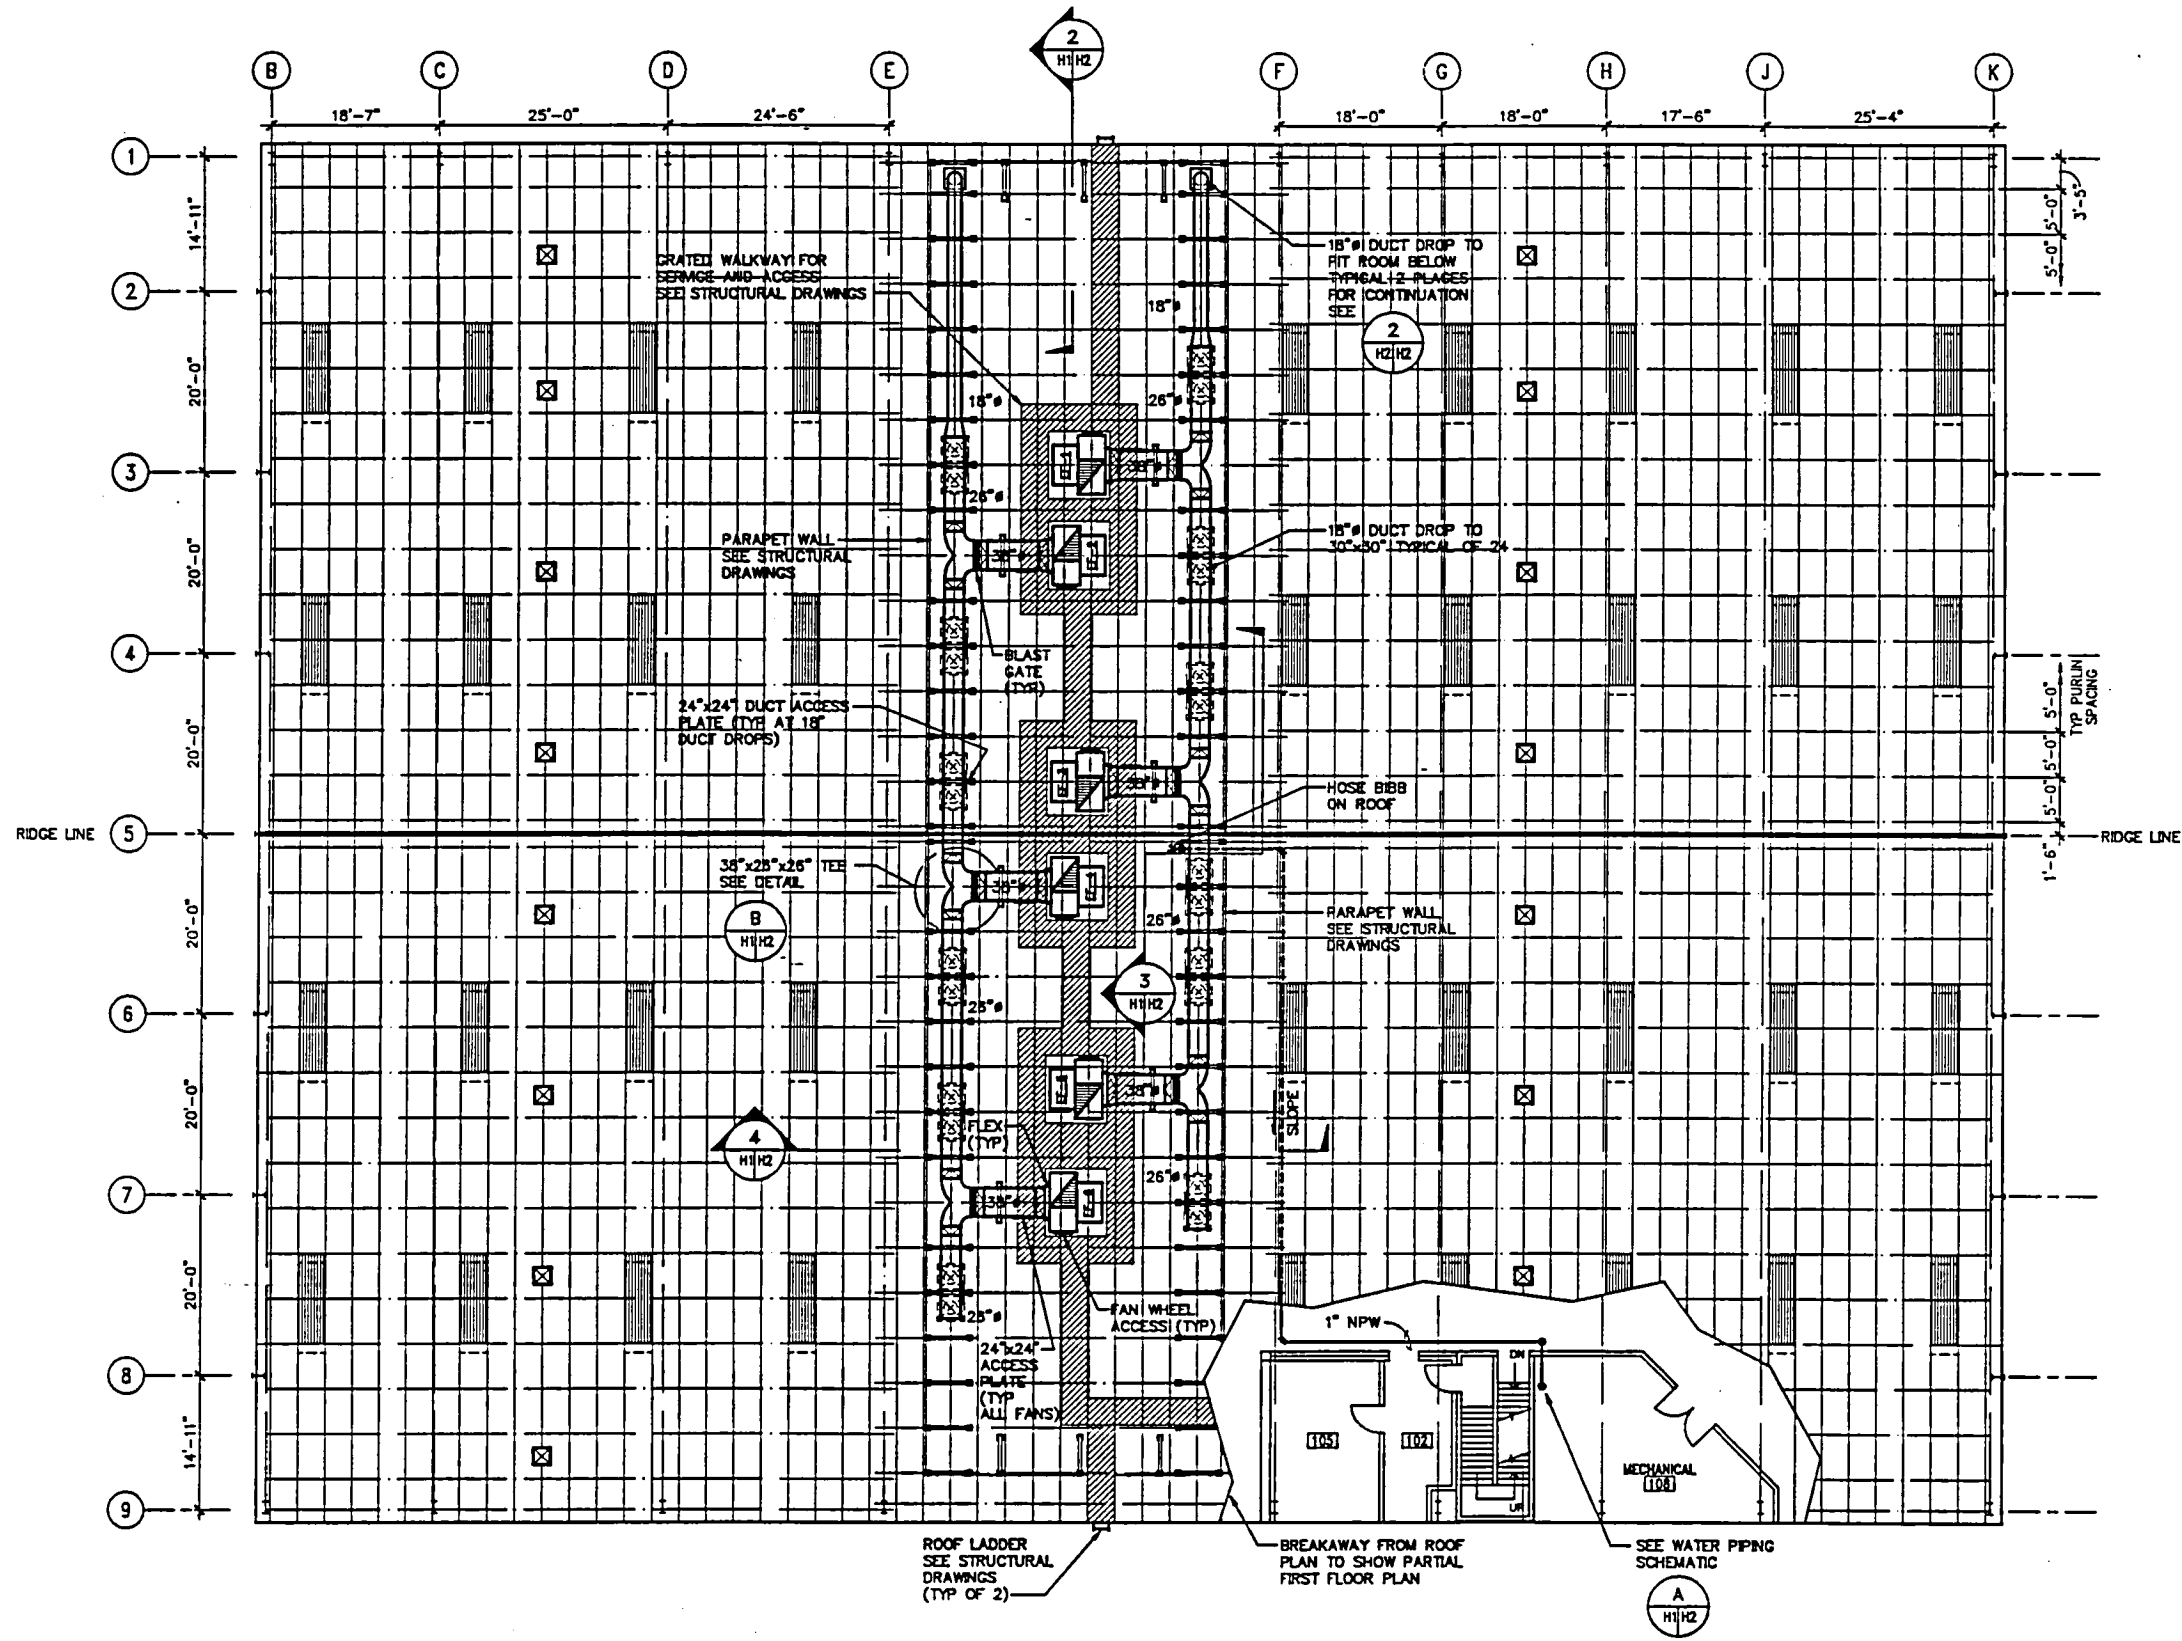 2
H1 H2
B
C
D
E
F
G
H
J
K
18'-7"
25'-0"
24'-6"
18'-0"
18'-0"
17'-6"
25'-4"
1
2
3
4
5
6
7
8
9
14'-11"
20'-0"
20'-0"
20'-0"
20'-0"
20'-0"
20'-0"
14'-11"
3'-5"
5'-0"
5'-0"
GRATED WALKWAY FOR
SERVICE AND ACCESS
SEE STRUCTURAL DRAWINGS
18"ø DUCT DROP TO
PIT ROOM BELOW
TYPICAL 2 PLACES
FOR CONTINUATION
SEE
2
H2 H2
18"ø
18"ø
26"ø
26"ø
38"ø
38"ø
PARAPET WALL
SEE STRUCTURAL
DRAWINGS
18"ø DUCT DROP TO
30"x30" TYPICAL OF 24
BLAST
GATE
(TYP)
24"x24" DUCT ACCESS
PLATE (TYP AT 18"
DUCT DROPS)
5'-0"
5'-0"
5'-0"
TYP PURLIN
SPACING
1'-6"
38"ø
HOSE BIBB
ON ROOF
RIDGE LINE
RIDGE LINE
38"x26"x26" TEE
SEE DETAIL
B
H1 H2
38"ø
26"ø
PARAPET WALL
SEE STRUCTURAL
DRAWINGS
3
H1 H2
26"ø
38"ø
SLOPE
4
H1 H2
FLEX
(TYP)
26"ø
38"ø
26"ø
FAN WHEEL
ACCESS (TYP)
24"x24"
ACCESS
PLATE
(TYP
ALL FANS)
1" NPW
DN
UP
105
102
MECHANICAL
108
ROOF LADDER
SEE STRUCTURAL
DRAWINGS
(TYP OF 2)
BREAKAWAY FROM ROOF
PLAN TO SHOW PARTIAL
FIRST FLOOR PLAN
SEE WATER PIPING
SCHEMATIC
A
H1 H2